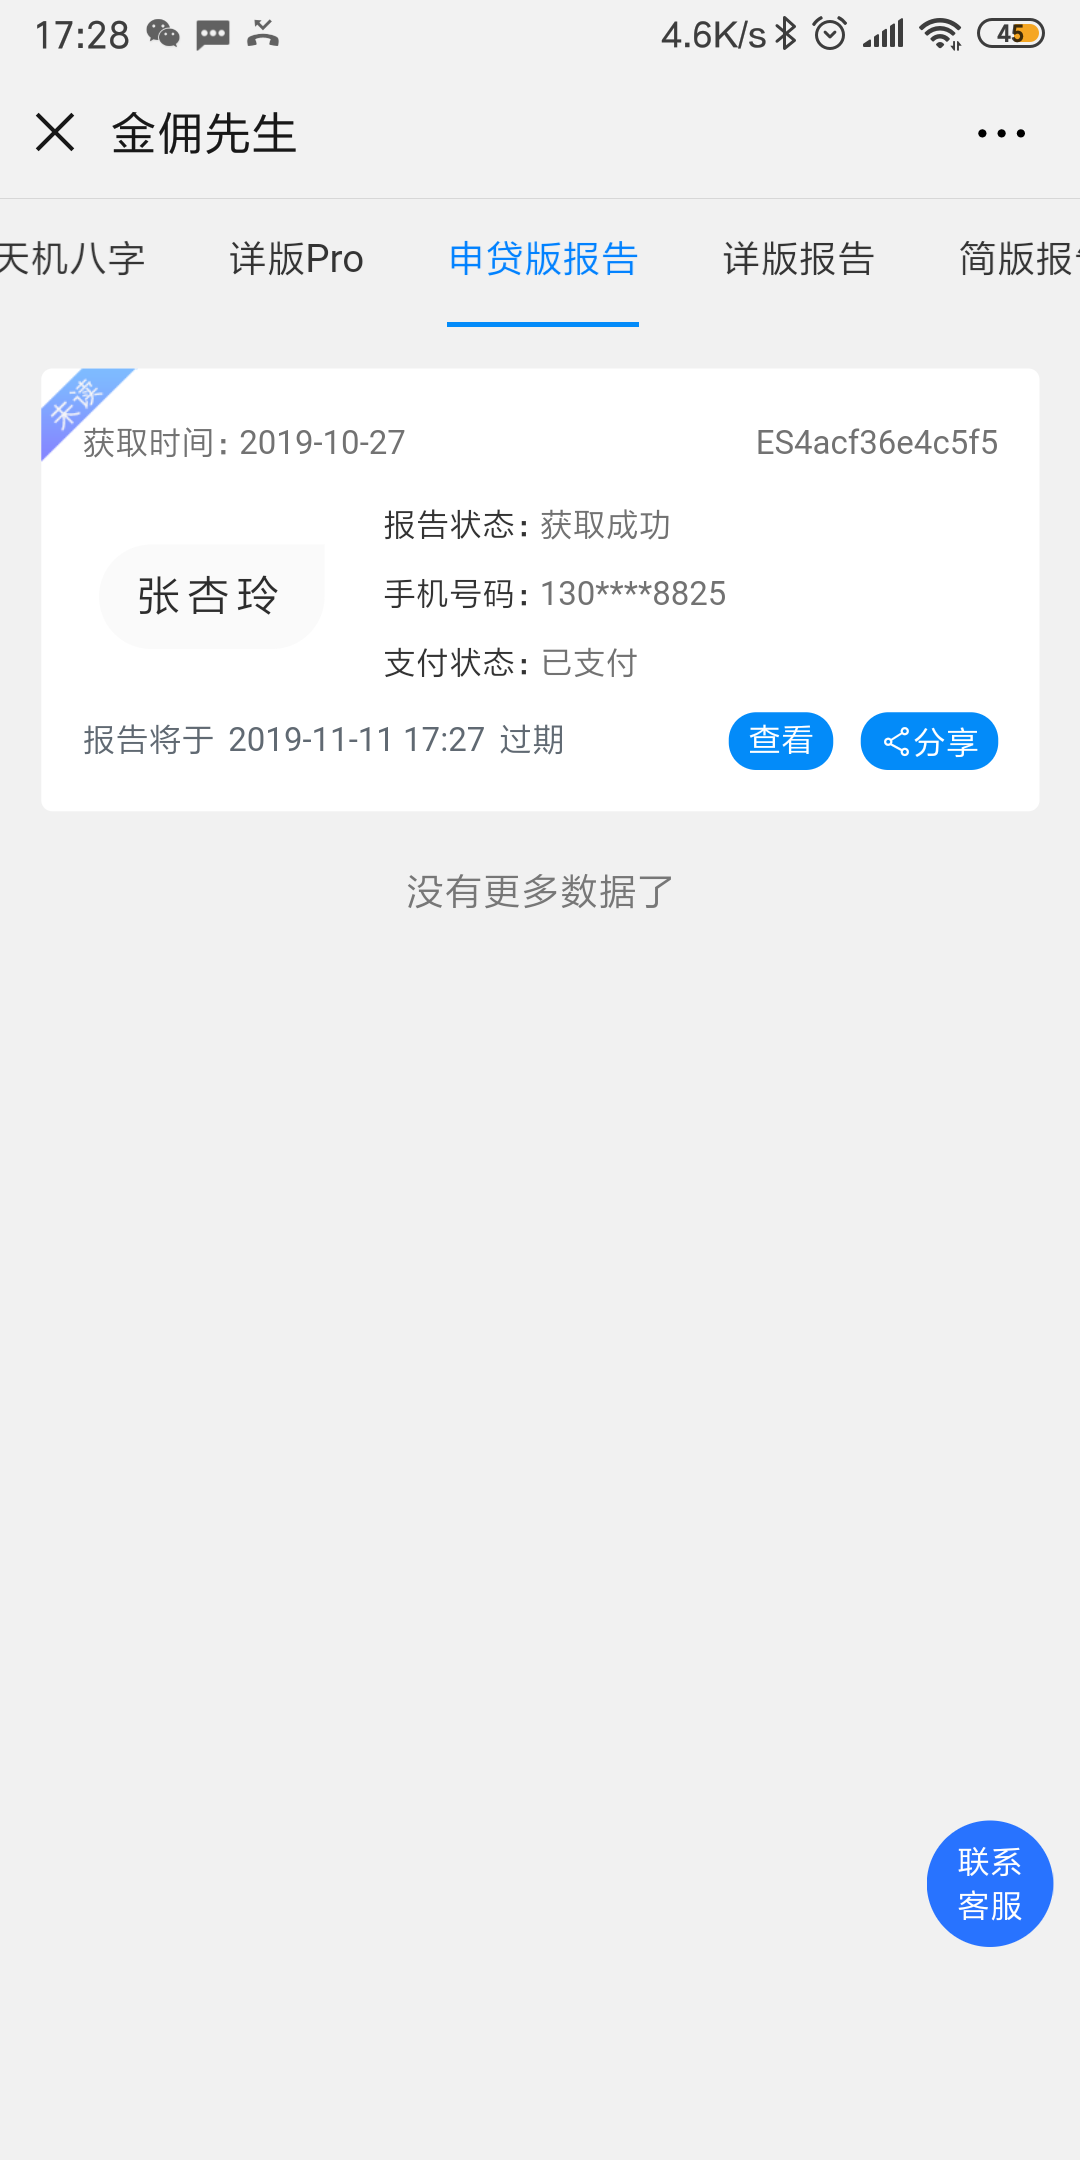 17:28 4.6K/s 45
金佣先生
天机八字 详版Pro 申贷版报告 详版报告 简版报告
未读
获取时间: 2019-10-27 ES4acf36e4c5f5
报告状态: 获取成功
张杏玲
手机号码: 130****8825
支付状态: 已支付
报告将于 2019-11-11 17:27 过期 查看 分享
没有更多数据了
联系
客服